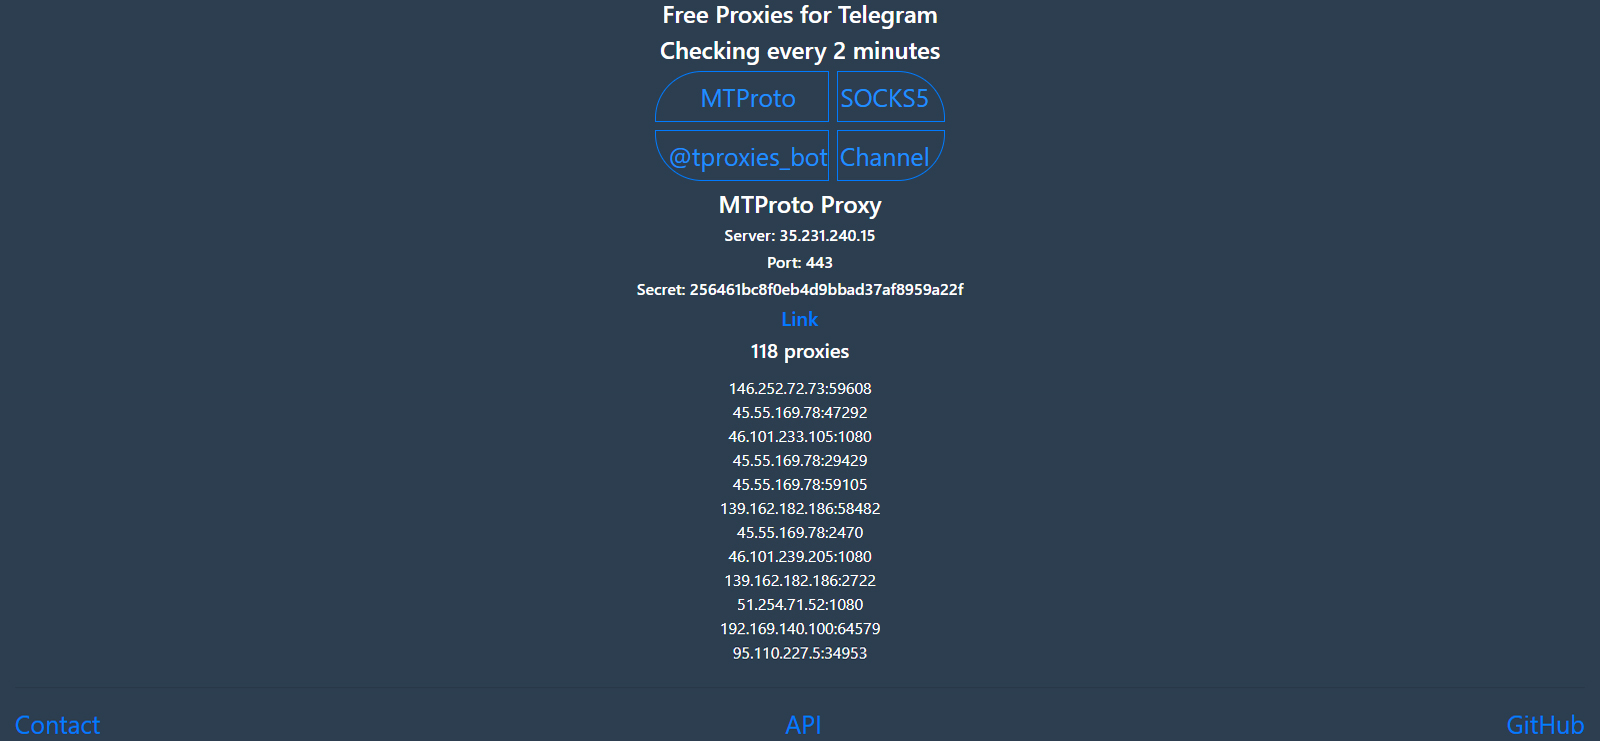 Free Proxies for Telegram
Checking every 2 minutes
MTProto SOCKS5
@tproxies_bot Channel
MTProto Proxy
Server: 35.231.240.15
Port: 443
Secret: 256461bc8f0eb4d9bbad37af8959a22f
Link
118 proxies
146.252.72.73:59608
45.55.169.78:47292
46.101.233.105:1080
45.55.169.78:29429
45.55.169.78:59105
139.162.182.186:58482
45.55.169.78:2470
46.101.239.205:1080
139.162.182.186:2722
51.254.71.52:1080
192.169.140.100:64579
95.110.227.5:34953
Contact API GitHub